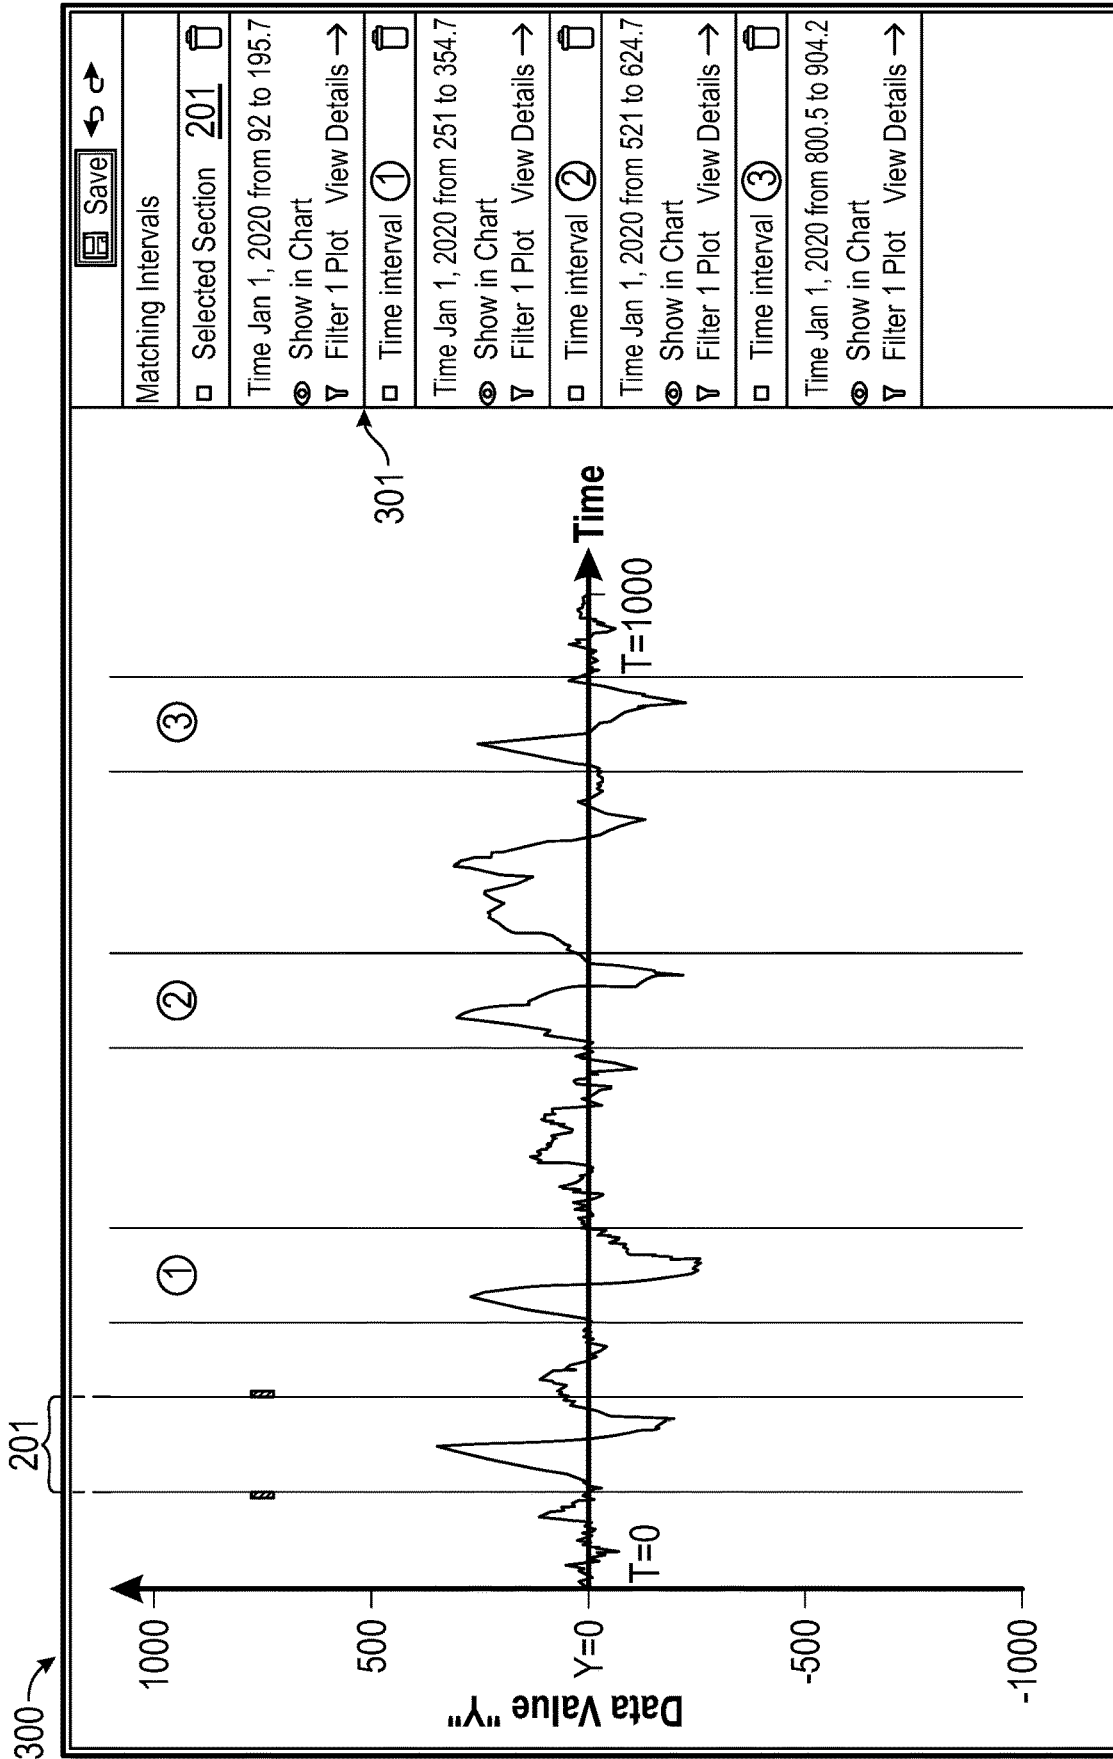 300
201
Save
Matching Intervals
Selected Section 201
Time Jan 1, 2020 from 92 to 195.7
Show in Chart
Filter 1 Plot View Details →
301
Time interval 1
Time Jan 1, 2020 from 251 to 354.7
Show in Chart
Filter 1 Plot View Details →
Time interval 2
Time Jan 1, 2020 from 521 to 624.7
Show in Chart
Filter 1 Plot View Details →
Time interval 3
Time Jan 1, 2020 from 800.5 to 904.2
Show in Chart
Filter 1 Plot View Details →
Data Value "Y"
1000
500
Y=0
-500
-1000
1
2
3
T=0
T=1000
Time